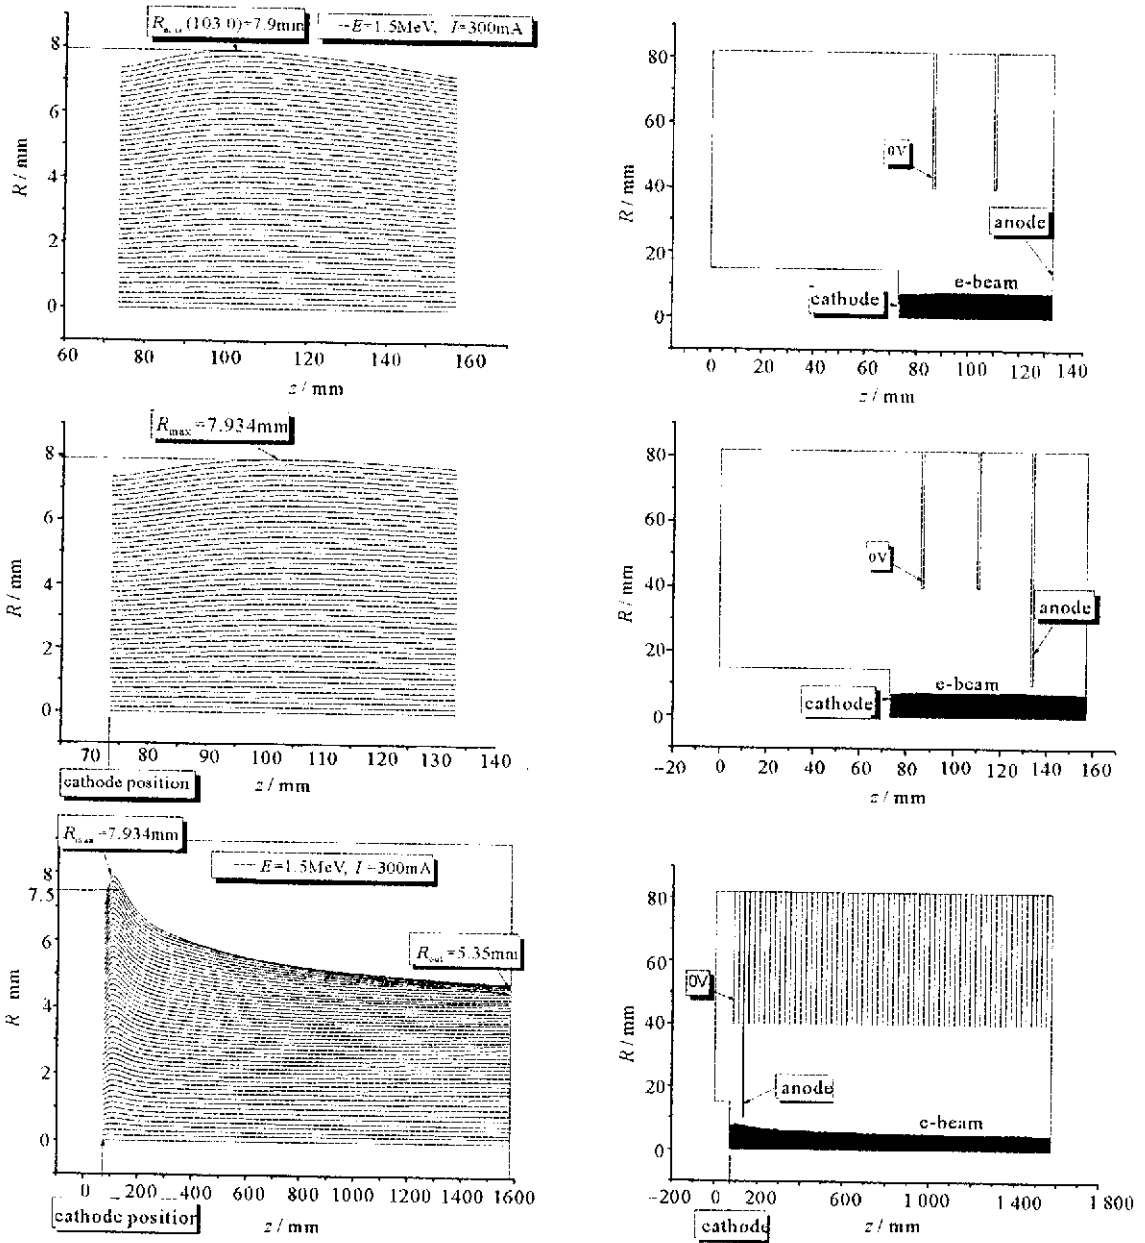 (103.0)=7.9mm
E=1.5MeV, I=300mA
R / mm
8
6
4
2
0
60 80 100 120 140 160
z / mm
R / mm
80
60
40
20
0
0V
anode
e-beam
cathode
0 20 40 60 80 100 120 140
z / mm
Rmax=7.934mm
R / mm
8
6
4
2
0
70 80 90 100 110 120 130 140
cathode position
z / mm
R / mm
80
60
40
20
0
0V
anode
e-beam
cathode
-20 0 20 40 60 80 100 120 140 160
z / mm
=7.934mm
E=1.5MeV, I=300mA
R mm
8
7.5
6
4
2
0
=5.35mm
0 200 400 600 800 1000 1200 1400 1600
cathode position
z / mm
R / mm
80
60
40
20
0
0V
anode
e-beam
-200 0 200 600 1 000 1 400 1 800
cathode
z / mm